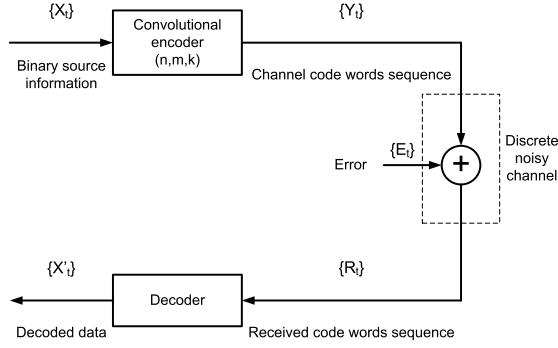 {Xt}
Convolutional
encoder
(n,m,k)
{Yt}
Binary source
information
Channel code words sequence
Error
{Et}
+
Discrete
noisy
channel
{X't}
Decoder
{Rt}
Decoded data
Received code words sequence